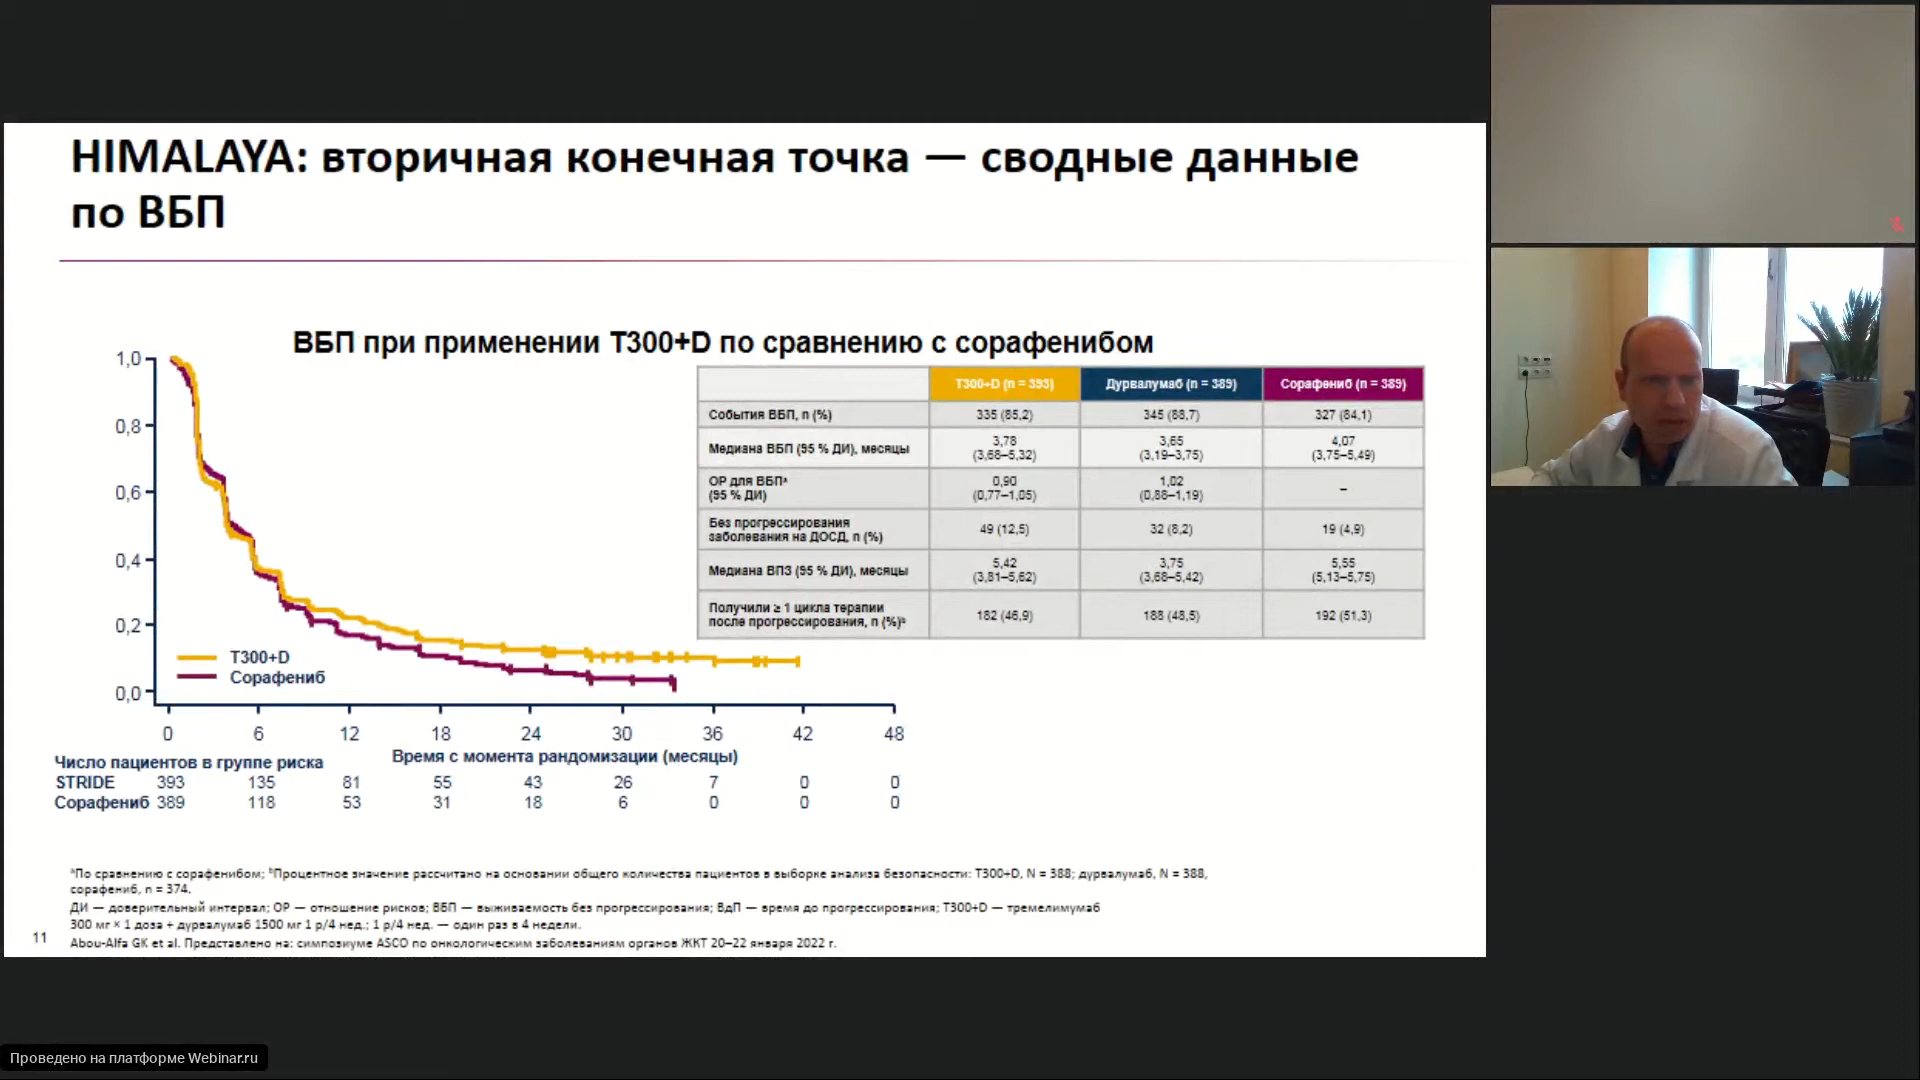 HIMALAYA: вторичная конечная точка — сводные данные
по ВБП
ВБП при применении T300+D по сравнению с сорафенибом
1,0
0,8
0,6
0,4
0,2
0,0
T300+D
Сорафениб
0 6 12 18 24 30 36 42 48
Время с момента рандомизации (месяцы)
Число пациентов в группе риска
STRIDE 393 135 81 55 43 26 7 0 0
Сорафениб 389 118 53 31 18 6 0 0 0
T300+D (n = 393) Дурвалумаб (n = 389) Сорафениб (n = 389)
События ВБП, n (%) 335 (85,2) 345 (88,7) 327 (84,1)
Медиана ВБП (95 % ДИ), месяцы 3,78 (3,68–5,32) 3,65 (3,19–3,75) 4,07 (3,75–5,49)
ОР для ВБПᵃ
(95 % ДИ) 0,90 (0,77–1,05) 1,02 (0,88–1,19) –
Без прогрессирования
заболевания на ДОСД, n (%) 49 (12,5) 32 (8,2) 19 (4,9)
Медиана ВПЗ (95 % ДИ), месяцы 5,42 (3,81–5,62) 3,75 (3,68–5,42) 5,55 (5,13–5,75)
Получили ≥ 1 цикла терапии
после прогрессирования, n (%)ᵇ 182 (46,9) 188 (48,5) 192 (51,3)
ᵃПо сравнению с сорафенибом; ᵇПроцентное значение рассчитано на основании общего количества пациентов в выборке анализа безопасности: T300+D, N = 388; дурвалумаб, N = 388,
сорафениб, n = 374.
ДИ — доверительный интервал; ОР — отношение рисков; ВБП — выживаемость без прогрессирования; ВдП — время до прогрессирования; T300+D — тремелимумаб
300 мг × 1 доза + дурвалумаб 1500 мг 1 р/4 нед.; 1 р/4 нед. — один раз в 4 недели.
Abou-Alfa GK et al. Представлено на: симпозиуме ASCO по онкологическим заболеваниям органов ЖКТ 20–22 января 2022 г.
11
Проведено на платформе Webinar.ru